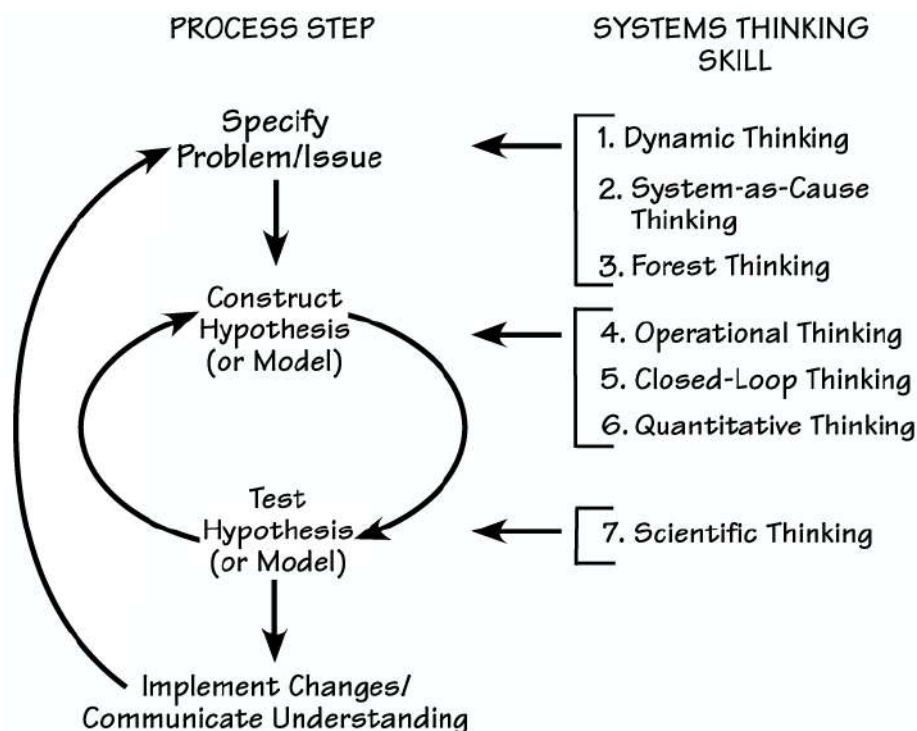 PROCESS STEP
SYSTEMS THINKING
SKILL
Specify
Problem/Issue
1. Dynamic Thinking
2. System-as-Cause
Thinking
3. Forest Thinking
Construct
Hypothesis
(or Model)
4. Operational Thinking
5. Closed-Loop Thinking
6. Quantitative Thinking
Test
Hypothesis
(or Model)
7. Scientific Thinking
Implement Changes/
Communicate Understanding